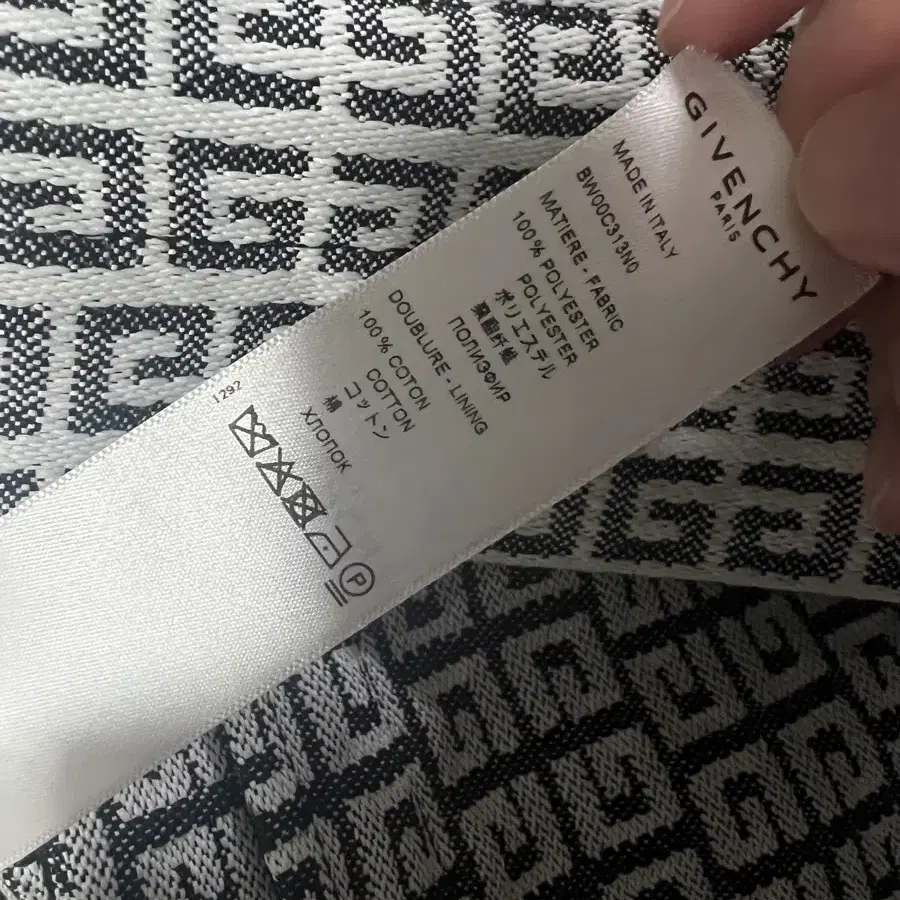 GIVENCHY
PARIS
MADE IN ITALY
BW00C313N0
MATIERE - FABRIC
100% POLYESTER
POLYESTER
ポリエステル
聚酯纤维
ПОЛИЭФИР
DOUBLURE - LINING
100% COTON
COTTON
コットン
棉
ХЛОПОК
1292
P